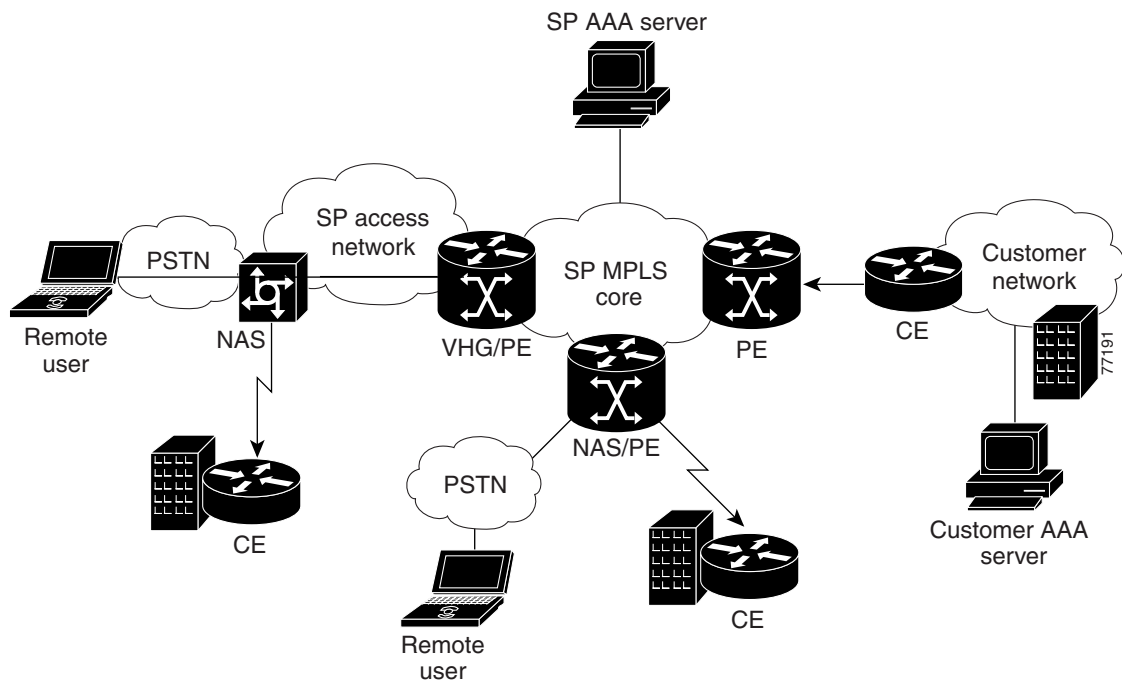 SP AAA server
SP access
network
PSTN
SP MPLS
core
Customer
network
Remote
user
NAS
VHG/PE
PE
CE
77191
NAS/PE
PSTN
CE
Customer AAA
server
CE
Remote
user